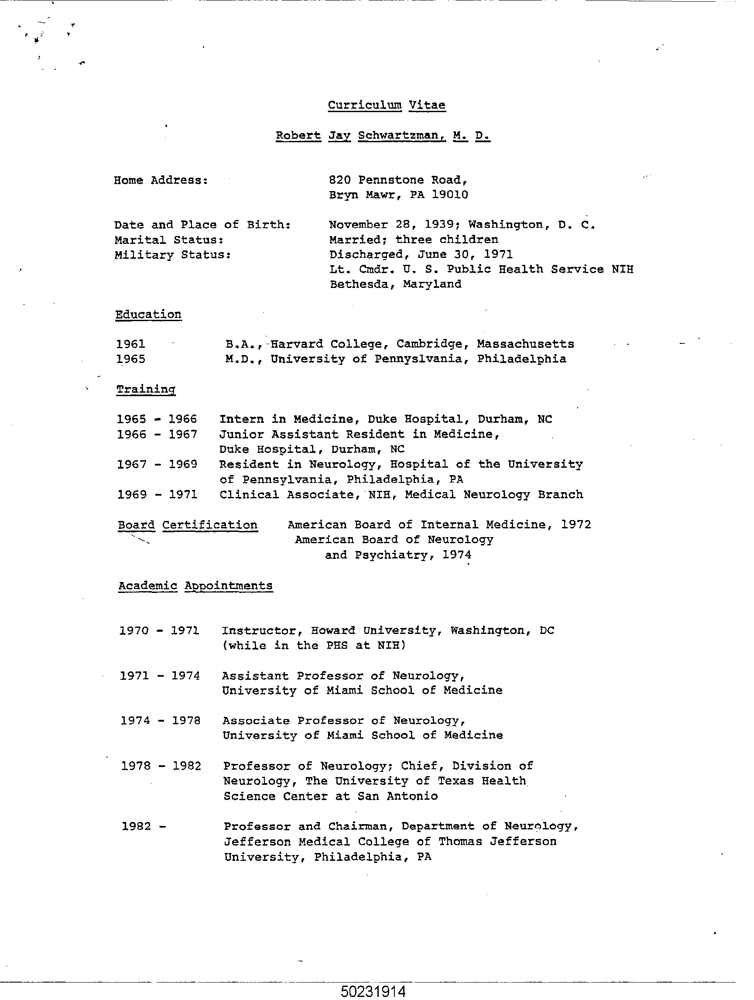 Curriculum Vitae
Robert Jay Schwartzman, M. D.
Home Address: 820 Pennstone Road,
Bryn Mawr, PA 19010
Date and Place of Birth: November 28, 1939; Washington, D. C.
Marital Status: Married; three children
Military Status: Discharged, June 30, 1971
Lt. Cmdr. U. S. Public Health Service NIH
Bethesda, Maryland
Education
1961 B.A., Harvard College, Cambridge, Massachusetts
1965 M.D., University of Pennyslvania, Philadelphia
Training
1965 - 1966 Intern in Medicine, Duke Hospital, Durham, NC
1966 - 1967 Junior Assistant Resident in Medicine,
Duke Hospital, Durham, NC
1967 - 1969 Resident in Neurology, Hospital of the University
of Pennsylvania, Philadelphia, PA
1969 - 1971 Clinical Associate, NIH, Medical Neurology Branch
Board Certification American Board of Internal Medicine, 1972
American Board of Neurology
and Psychiatry, 1974
Academic Appointments
1970 - 1971 Instructor, Howard University, Washington, DC
(while in the PHS at NIH)
1971 - 1974 Assistant Professor of Neurology,
University of Miami School of Medicine
1974 - 1978 Associate Professor of Neurology,
University of Miami School of Medicine
1978 - 1982 Professor of Neurology; Chief, Division of
Neurology, The University of Texas Health
Science Center at San Antonio
1982 - Professor and Chairman, Department of Neurology,
Jefferson Medical College of Thomas Jefferson
University, Philadelphia, PA
50231914